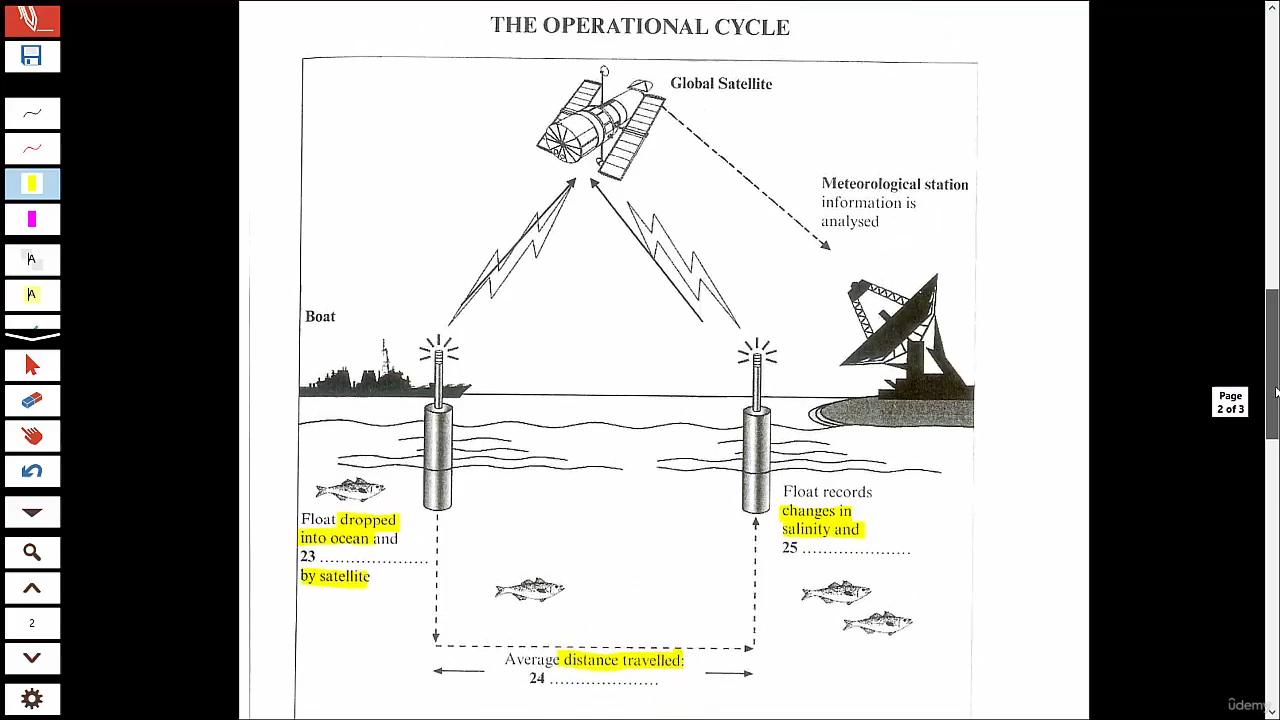 THE OPERATIONAL CYCLE
Global Satellite
Meteorological station
information is
analysed
Boat
Float dropped
into ocean and
23 ....................
by satellite
Float records
changes in
salinity and
25 ....................
Average distance travelled:
24 ....................
A
A
Page
2 of 3
2
ûdemy